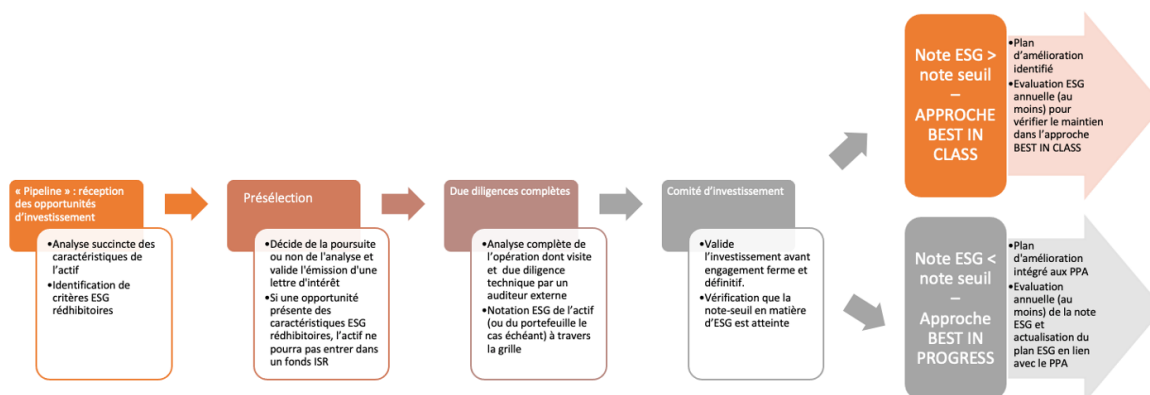 « Pipeline » : réception
des opportunités
d'investissement
•Analyse succincte des
caractéristiques de
l'actif
•Identification de
critères ESG
rédhibitoires
Présélection
•Décide de la poursuite
ou non de l'analyse et
valide l'émission d'une
lettre d'intérêt
•Si une opportunité
présente des
caractéristiques ESG
rédhibitoires, l'actif ne
pourra pas entrer dans
un fonds ISR
Due diligences complètes
•Analyse complète de
l'opération dont visite
et due diligence
technique par un
auditeur externe
•Notation ESG de l'actif
(ou du portefeuille le
cas échéant) à travers
la grille
Comité d'investissement
•Valide
l'investissement avant
engagement ferme et
définitif.
•Vérification que la
note-seuil en matière
d'ESG est atteinte
Note ESG >
note seuil
–
APPROCHE
BEST IN
CLASS
•Plan
d'amélioration
identifié
•Evaluation ESG
annuelle (au
moins) pour
vérifier le maintien
dans l'approche
BEST IN CLASS
Note ESG <
note seuil
–
Approche
BEST IN
PROGRESS
•Plan
d'amélioration
intégré aux PPA
•Evaluation
annuelle (au
moins) de la note
ESG et
actualisation du
plan ESG en lien
avec le PPA